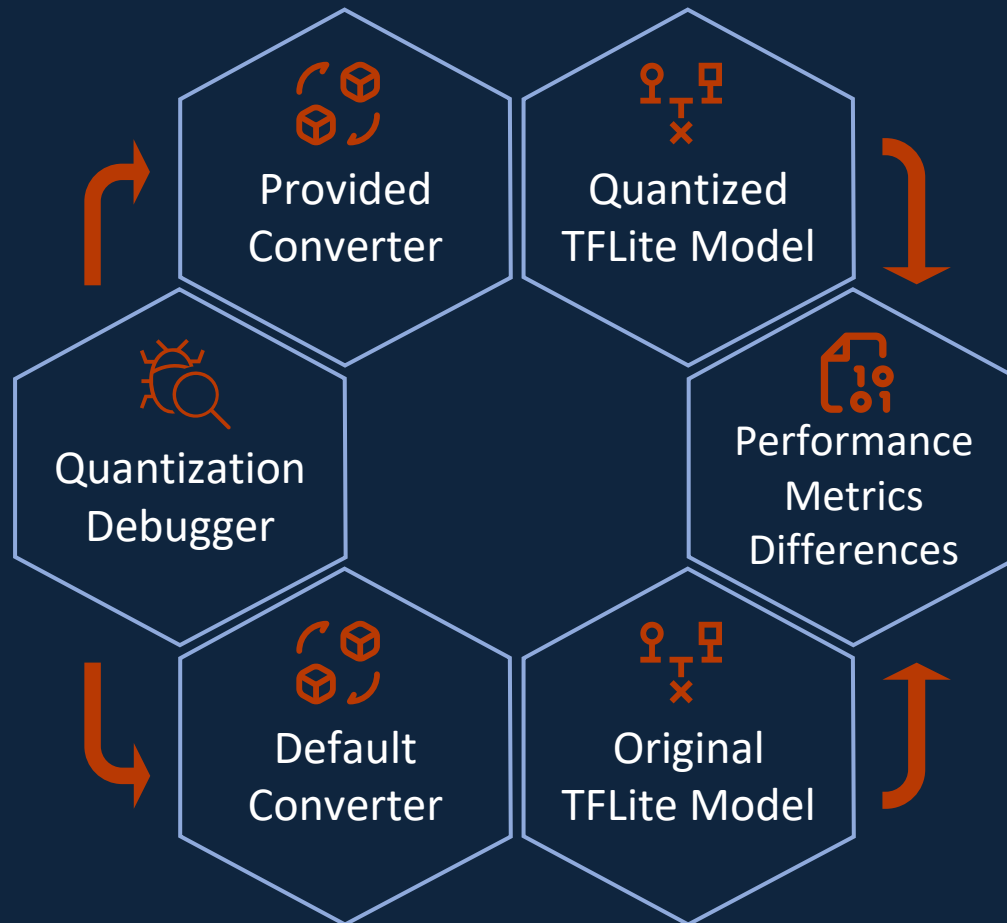 Provided
Converter
Quantized
TFLite Model
Quantization
Debugger
Performance
Metrics
Differences
Default
Converter
Original
TFLite Model